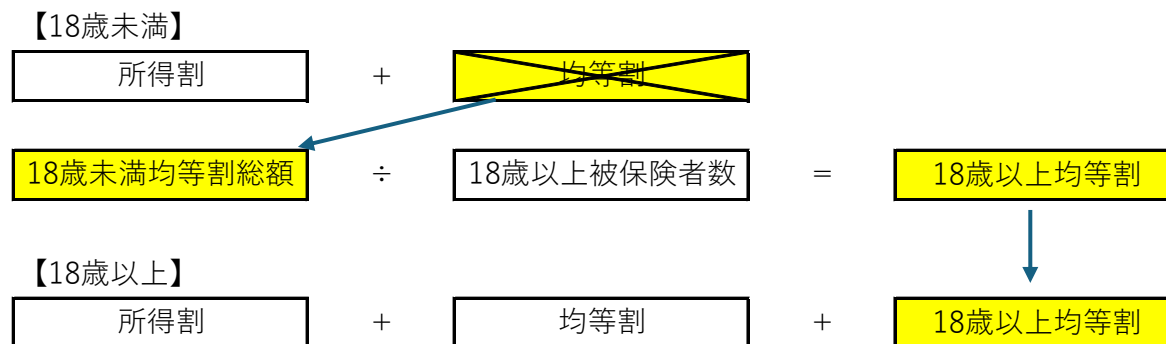 【18歳未満】
所得割 + 均等割
18歳未満均等割総額 ÷ 18歳以上被保険者数 = 18歳以上均等割
【18歳以上】
所得割 + 均等割 + 18歳以上均等割